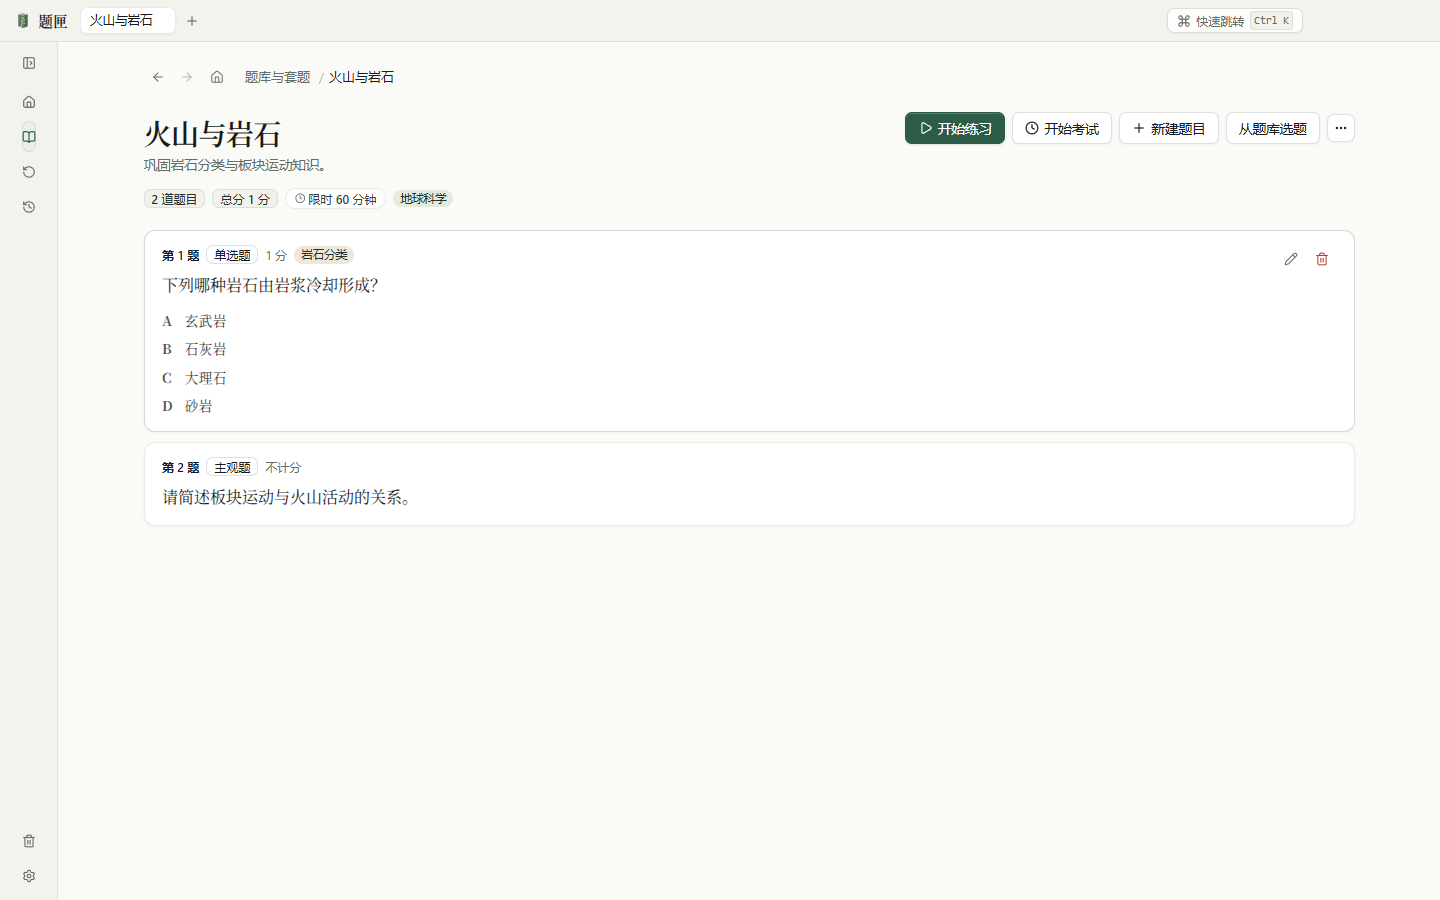 题匣
火山与岩石
快速跳转 Ctrl K
题库与套题 / 火山与岩石
火山与岩石
开始练习
开始考试
新建题目
从题库选题
巩固岩石分类与板块运动知识。
2 道题目
总分 1 分
限时 60 分钟
地球科学
第 1 题 单选题 1 分 岩石分类
下列哪种岩石由岩浆冷却形成？
A 玄武岩
B 石灰岩
C 大理石
D 砂岩
第 2 题 主观题 不计分
请简述板块运动与火山活动的关系。